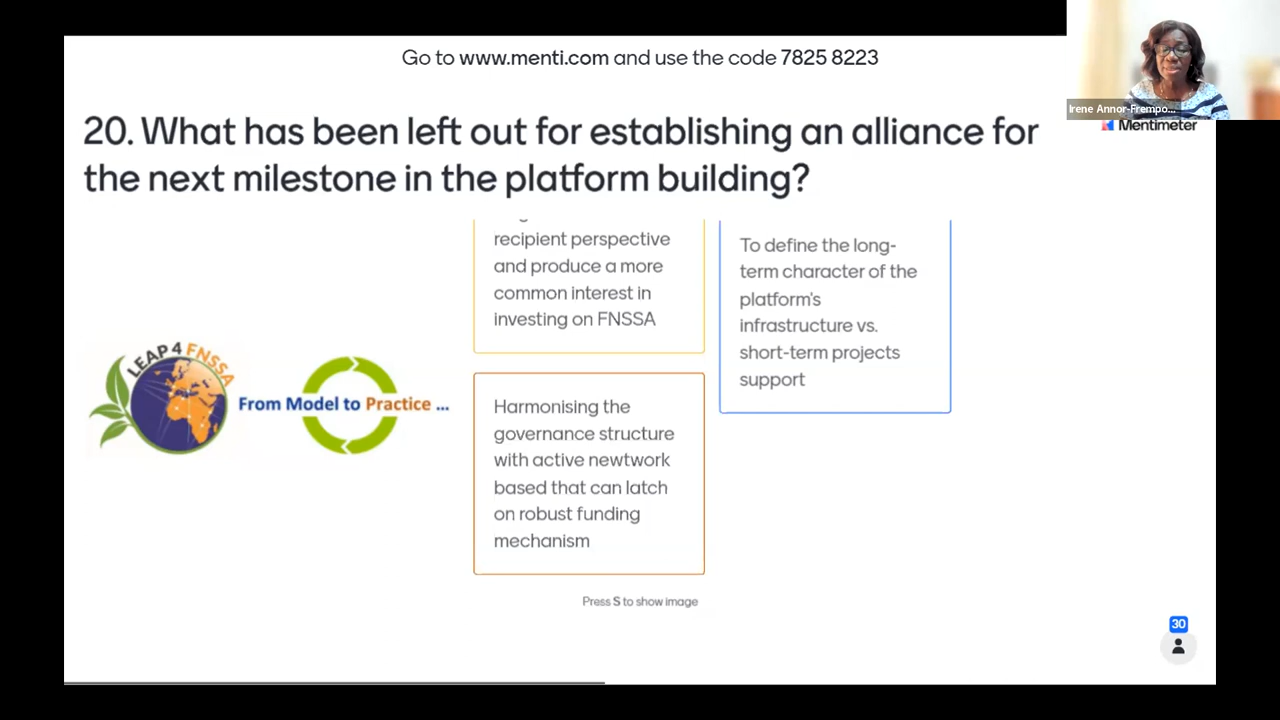 Go to www.menti.com and use the code 7825 8223
Irene Annor-Frempo...
Mentimeter
20. What has been left out for establishing an alliance for
the next milestone in the platform building?
recipient perspective
and produce a more
common interest in
investing on FNSSA
To define the long-
term character of the
platform's
infrastructure vs.
short-term projects
support
LEAP 4 FNSSA
From Model to Practice ...
Harmonising the
governance structure
with active newtwork
based that can latch
on robust funding
mechanism
Press S to show image
30